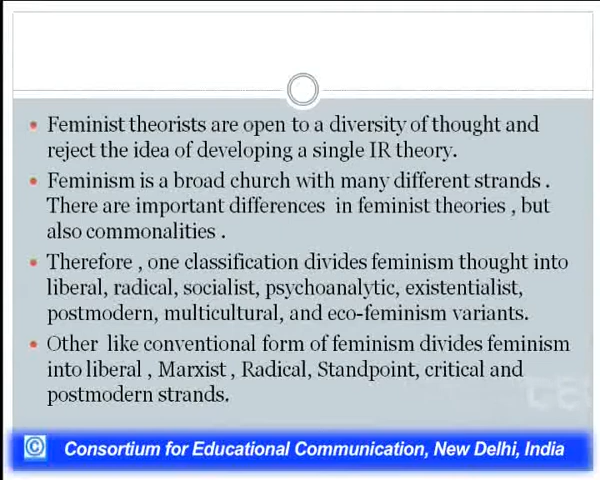 Feminist theorists are open to a diversity of thought and
reject the idea of developing a single IR theory.
Feminism is a broad church with many different strands .
There are important differences in feminist theories , but
also commonalities .
Therefore , one classification divides feminism thought into
liberal, radical, socialist, psychoanalytic, existentialist,
postmodern, multicultural, and eco-feminism variants.
Other like conventional form of feminism divides feminism
into liberal , Marxist , Radical, Standpoint, critical and
postmodern strands.
© Consortium for Educational Communication, New Delhi, India